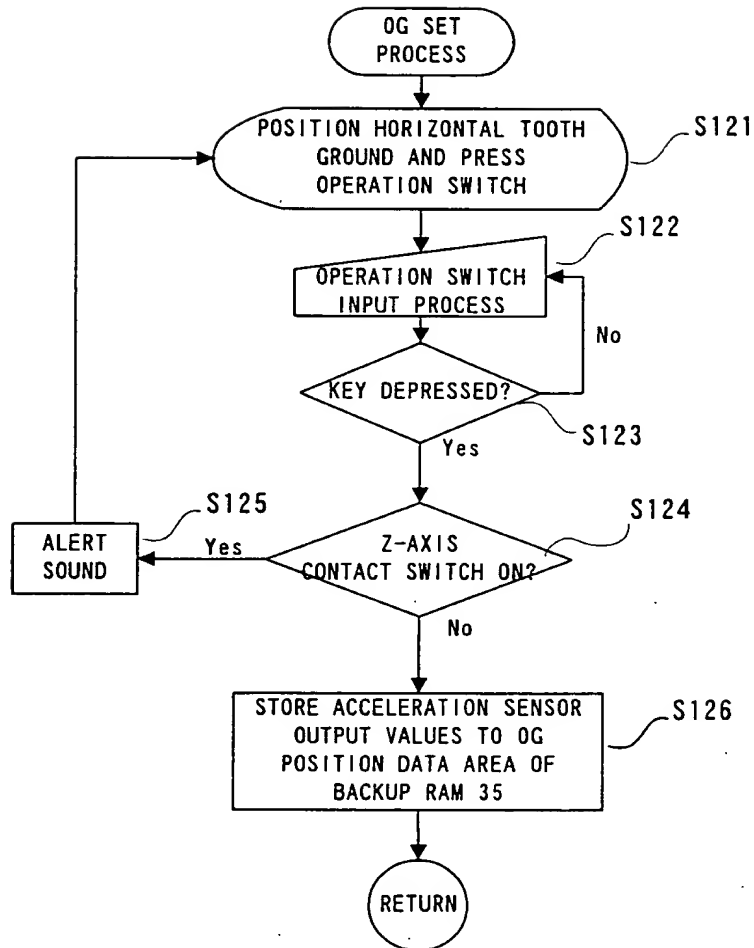 0G SET
PROCESS
POSITION HORIZONTAL TOOTH
GROUND AND PRESS
OPERATION SWITCH
S121
S122
OPERATION SWITCH
INPUT PROCESS
No
KEY DEPRESSED?
S123
Yes
S125
S124
ALERT
SOUND
Yes
Z-AXIS
CONTACT SWITCH ON?
No
STORE ACCELERATION SENSOR
OUTPUT VALUES TO 0G
POSITION DATA AREA OF
BACKUP RAM 35
S126
RETURN